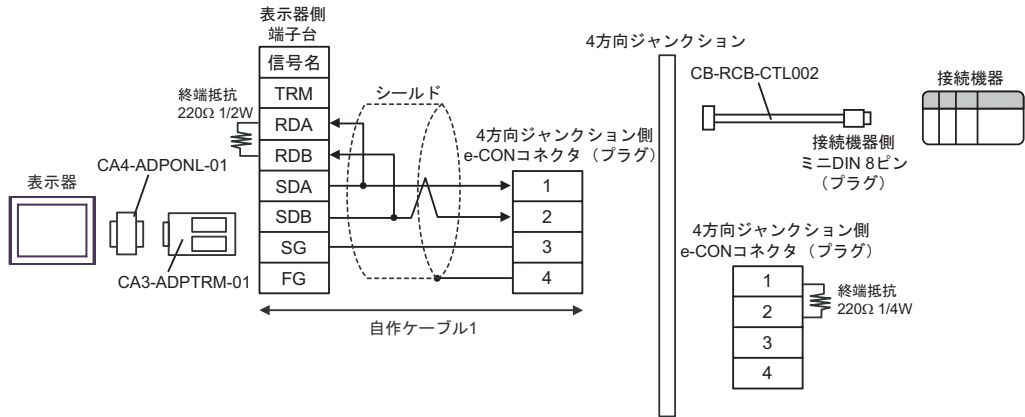 表示器側
端子台
信号名
TRM
RDA
RDB
SDA
SDB
SG
FG
終端抵抗
220Ω 1/2W
シールド
表示器
CA4-ADPONL-01
CA3-ADPTRM-01
4方向ジャンクション側
e-CONコネクタ（プラグ）
1
2
3
4
自作ケーブル1
4方向ジャンクション
CB-RCB-CTL002
接続機器
接続機器側
ミニDIN 8ピン
（プラグ）
4方向ジャンクション側
e-CONコネクタ（プラグ）
1
2
3
4
終端抵抗
220Ω 1/4W